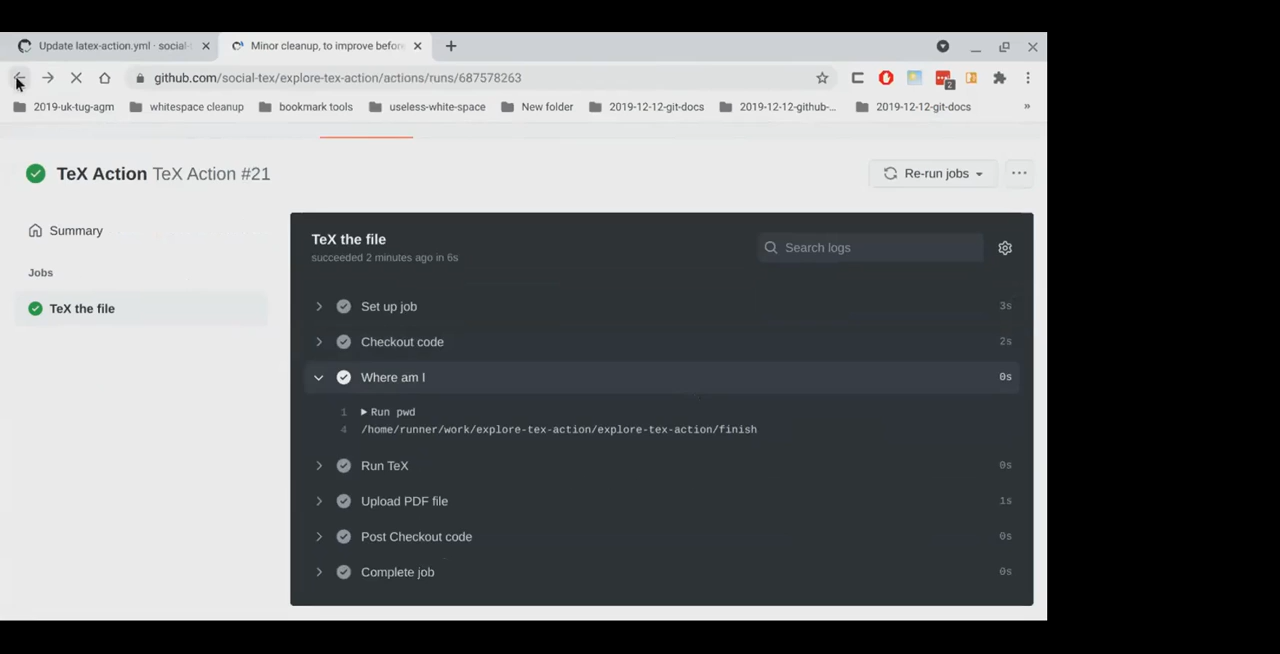 Update latex-action.yml · social-t
Minor cleanup, to improve before
github.com/social-tex/explore-tex-action/actions/runs/687578263
2
2019-uk-tug-agm whitespace cleanup bookmark tools useless-white-space New folder 2019-12-12-git-docs 2019-12-12-github-... 2019-12-12-git-docs »
TeX Action TeX Action #21
Re-run jobs
Summary
Jobs
TeX the file
TeX the file
succeeded 2 minutes ago in 6s
Search logs
Set up job 3s
Checkout code 2s
Where am I 0s
1 Run pwd
4 /home/runner/work/explore-tex-action/explore-tex-action/finish
Run TeX 0s
Upload PDF file 1s
Post Checkout code 0s
Complete job 0s